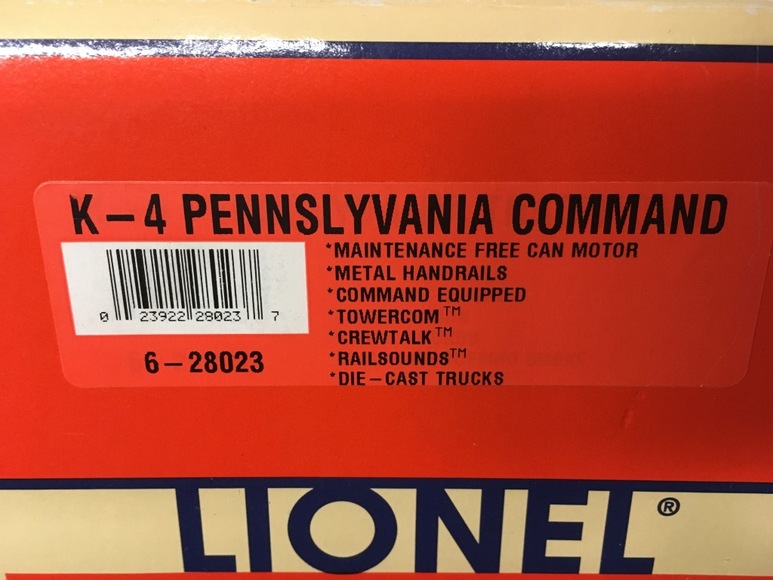 K-4 PENNSLYVANIA COMMAND
*MAINTENANCE FREE CAN MOTOR
*METAL HANDRAILS
*COMMAND EQUIPPED
*TOWERCOM™
*CREWTALK™
*RAILSOUNDS™
*DIE-CAST TRUCKS
0 23922 28023 7
6-28023
LIONEL®